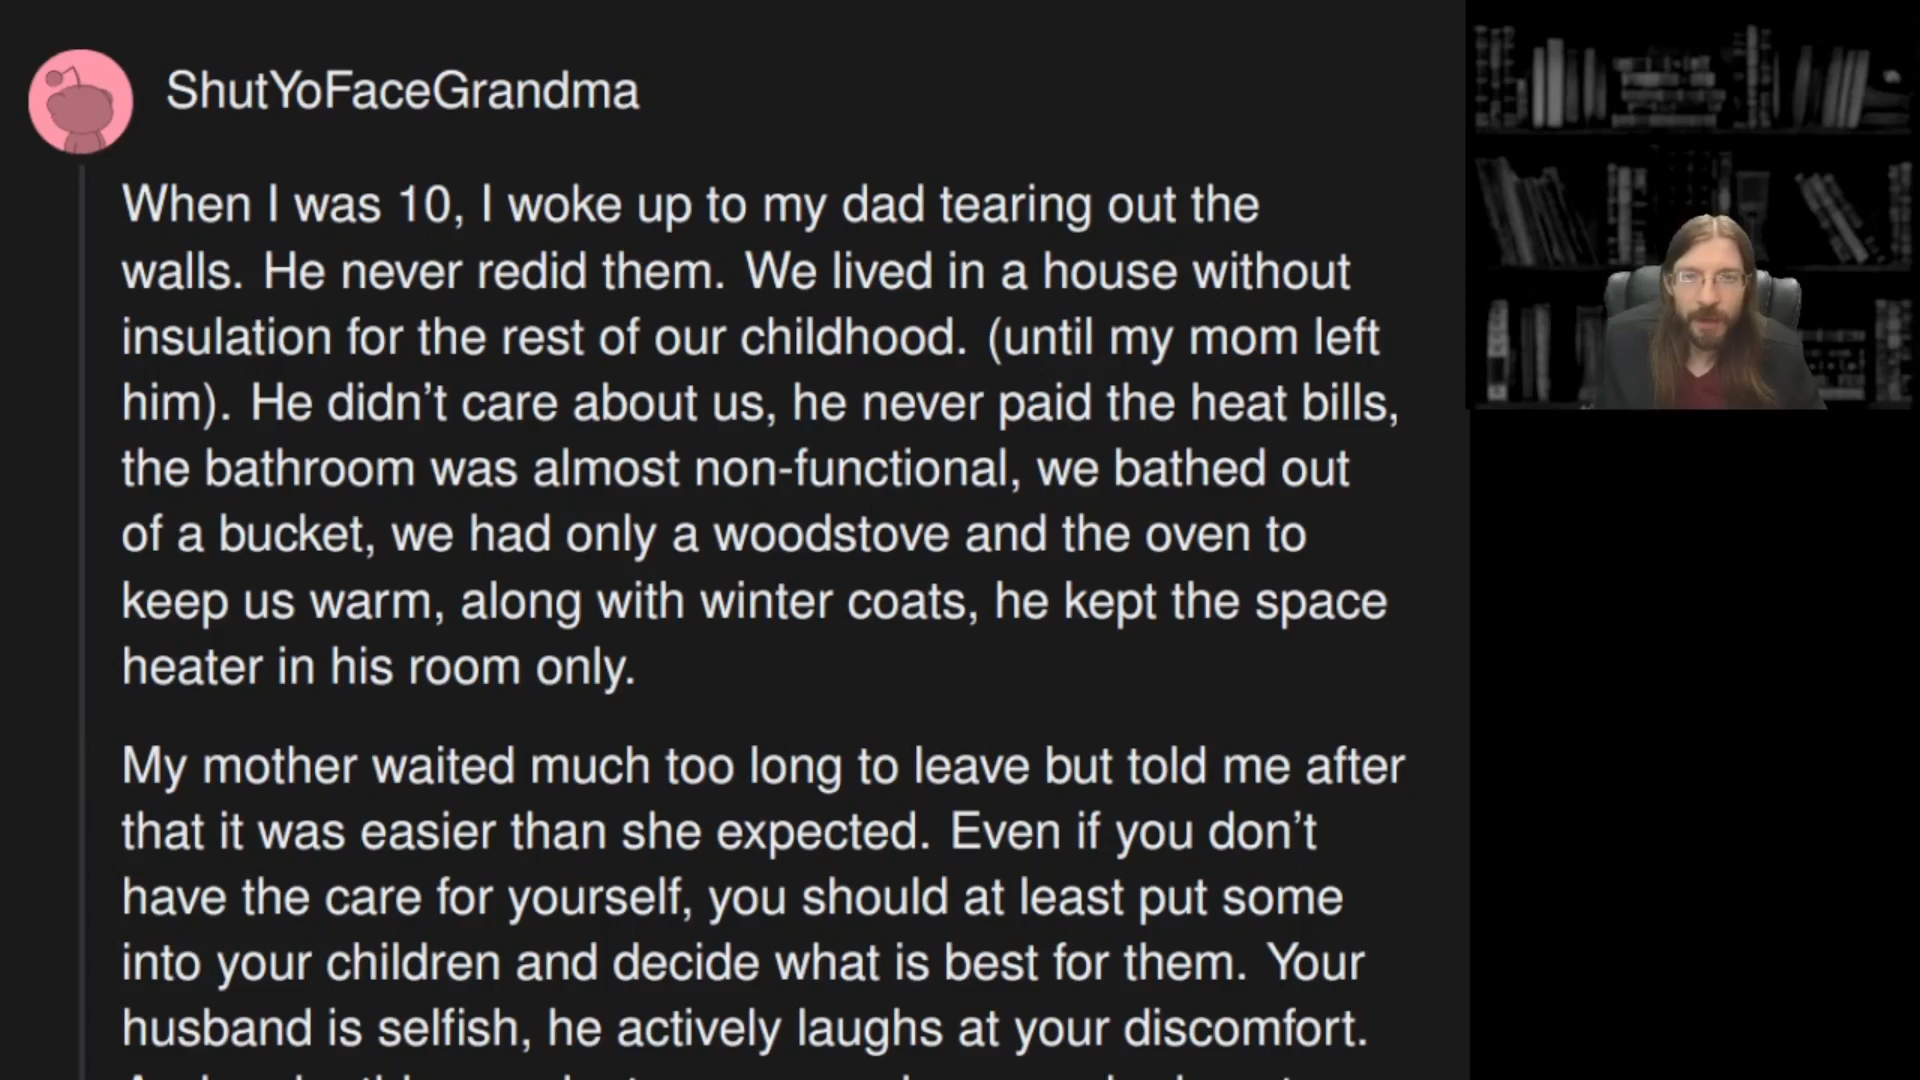 ShutYoFaceGrandma
When I was 10, I woke up to my dad tearing out the
walls. He never redid them. We lived in a house without
insulation for the rest of our childhood. (until my mom left
him). He didn’t care about us, he never paid the heat bills,
the bathroom was almost non-functional, we bathed out
of a bucket, we had only a woodstove and the oven to
keep us warm, along with winter coats, he kept the space
heater in his room only.
My mother waited much too long to leave but told me after
that it was easier than she expected. Even if you don’t
have the care for yourself, you should at least put some
into your children and decide what is best for them. Your
husband is selfish, he actively laughs at your discomfort.